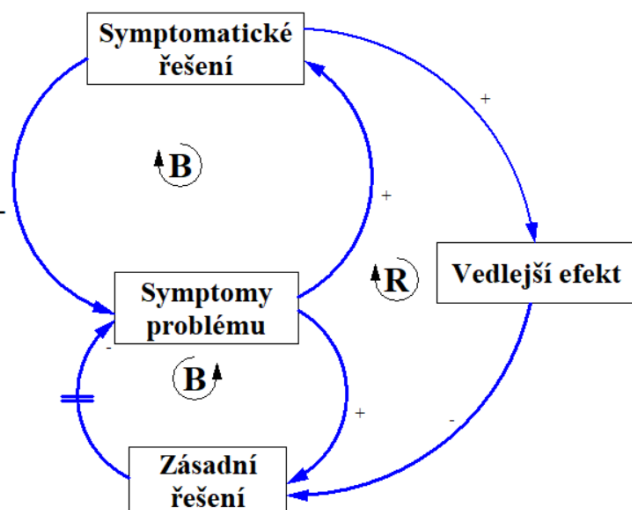 Symptomatické
řešení
+
B
-
+
Symptomy
problému
R
Vedlejší efekt
-
B
+
-
Zásadní
řešení